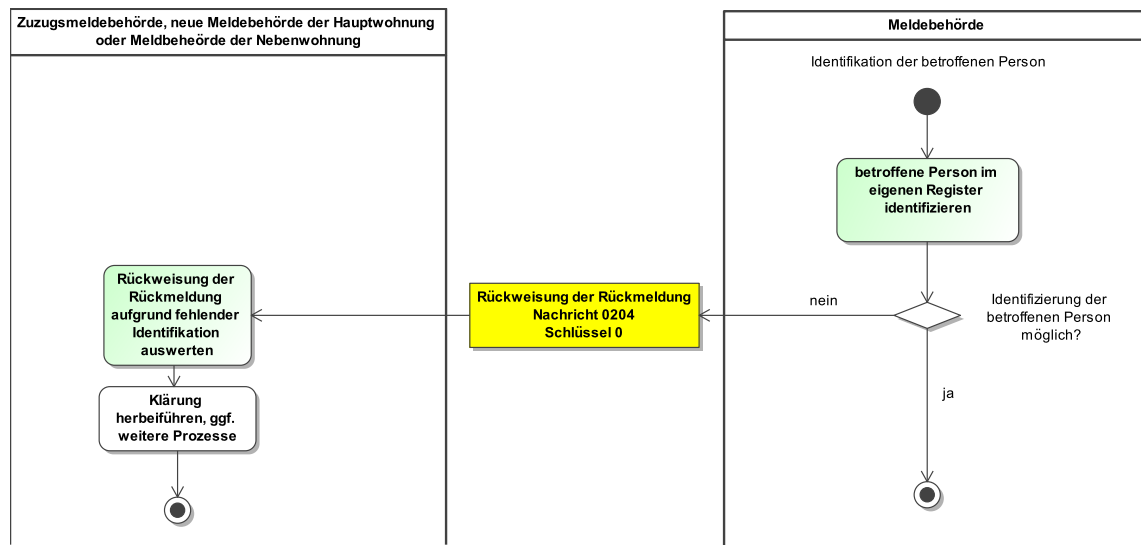 Zuzugsmeldebehörde, neue Meldebehörde der Hauptwohnung
oder Meldbeheörde der Nebenwohnung
Meldebehörde
Identifikation der betroffenen Person
betroffene Person im
eigenen Register
identifizieren
Identifizierung der
betroffenen Person
möglich?
nein
ja
Rückweisung der Rückmeldung
Nachricht 0204
Schlüssel 0
Rückweisung der
Rückmeldung
aufgrund fehlender
Identifikation
auswerten
Klärung
herbeiführen, ggf.
weitere Prozesse